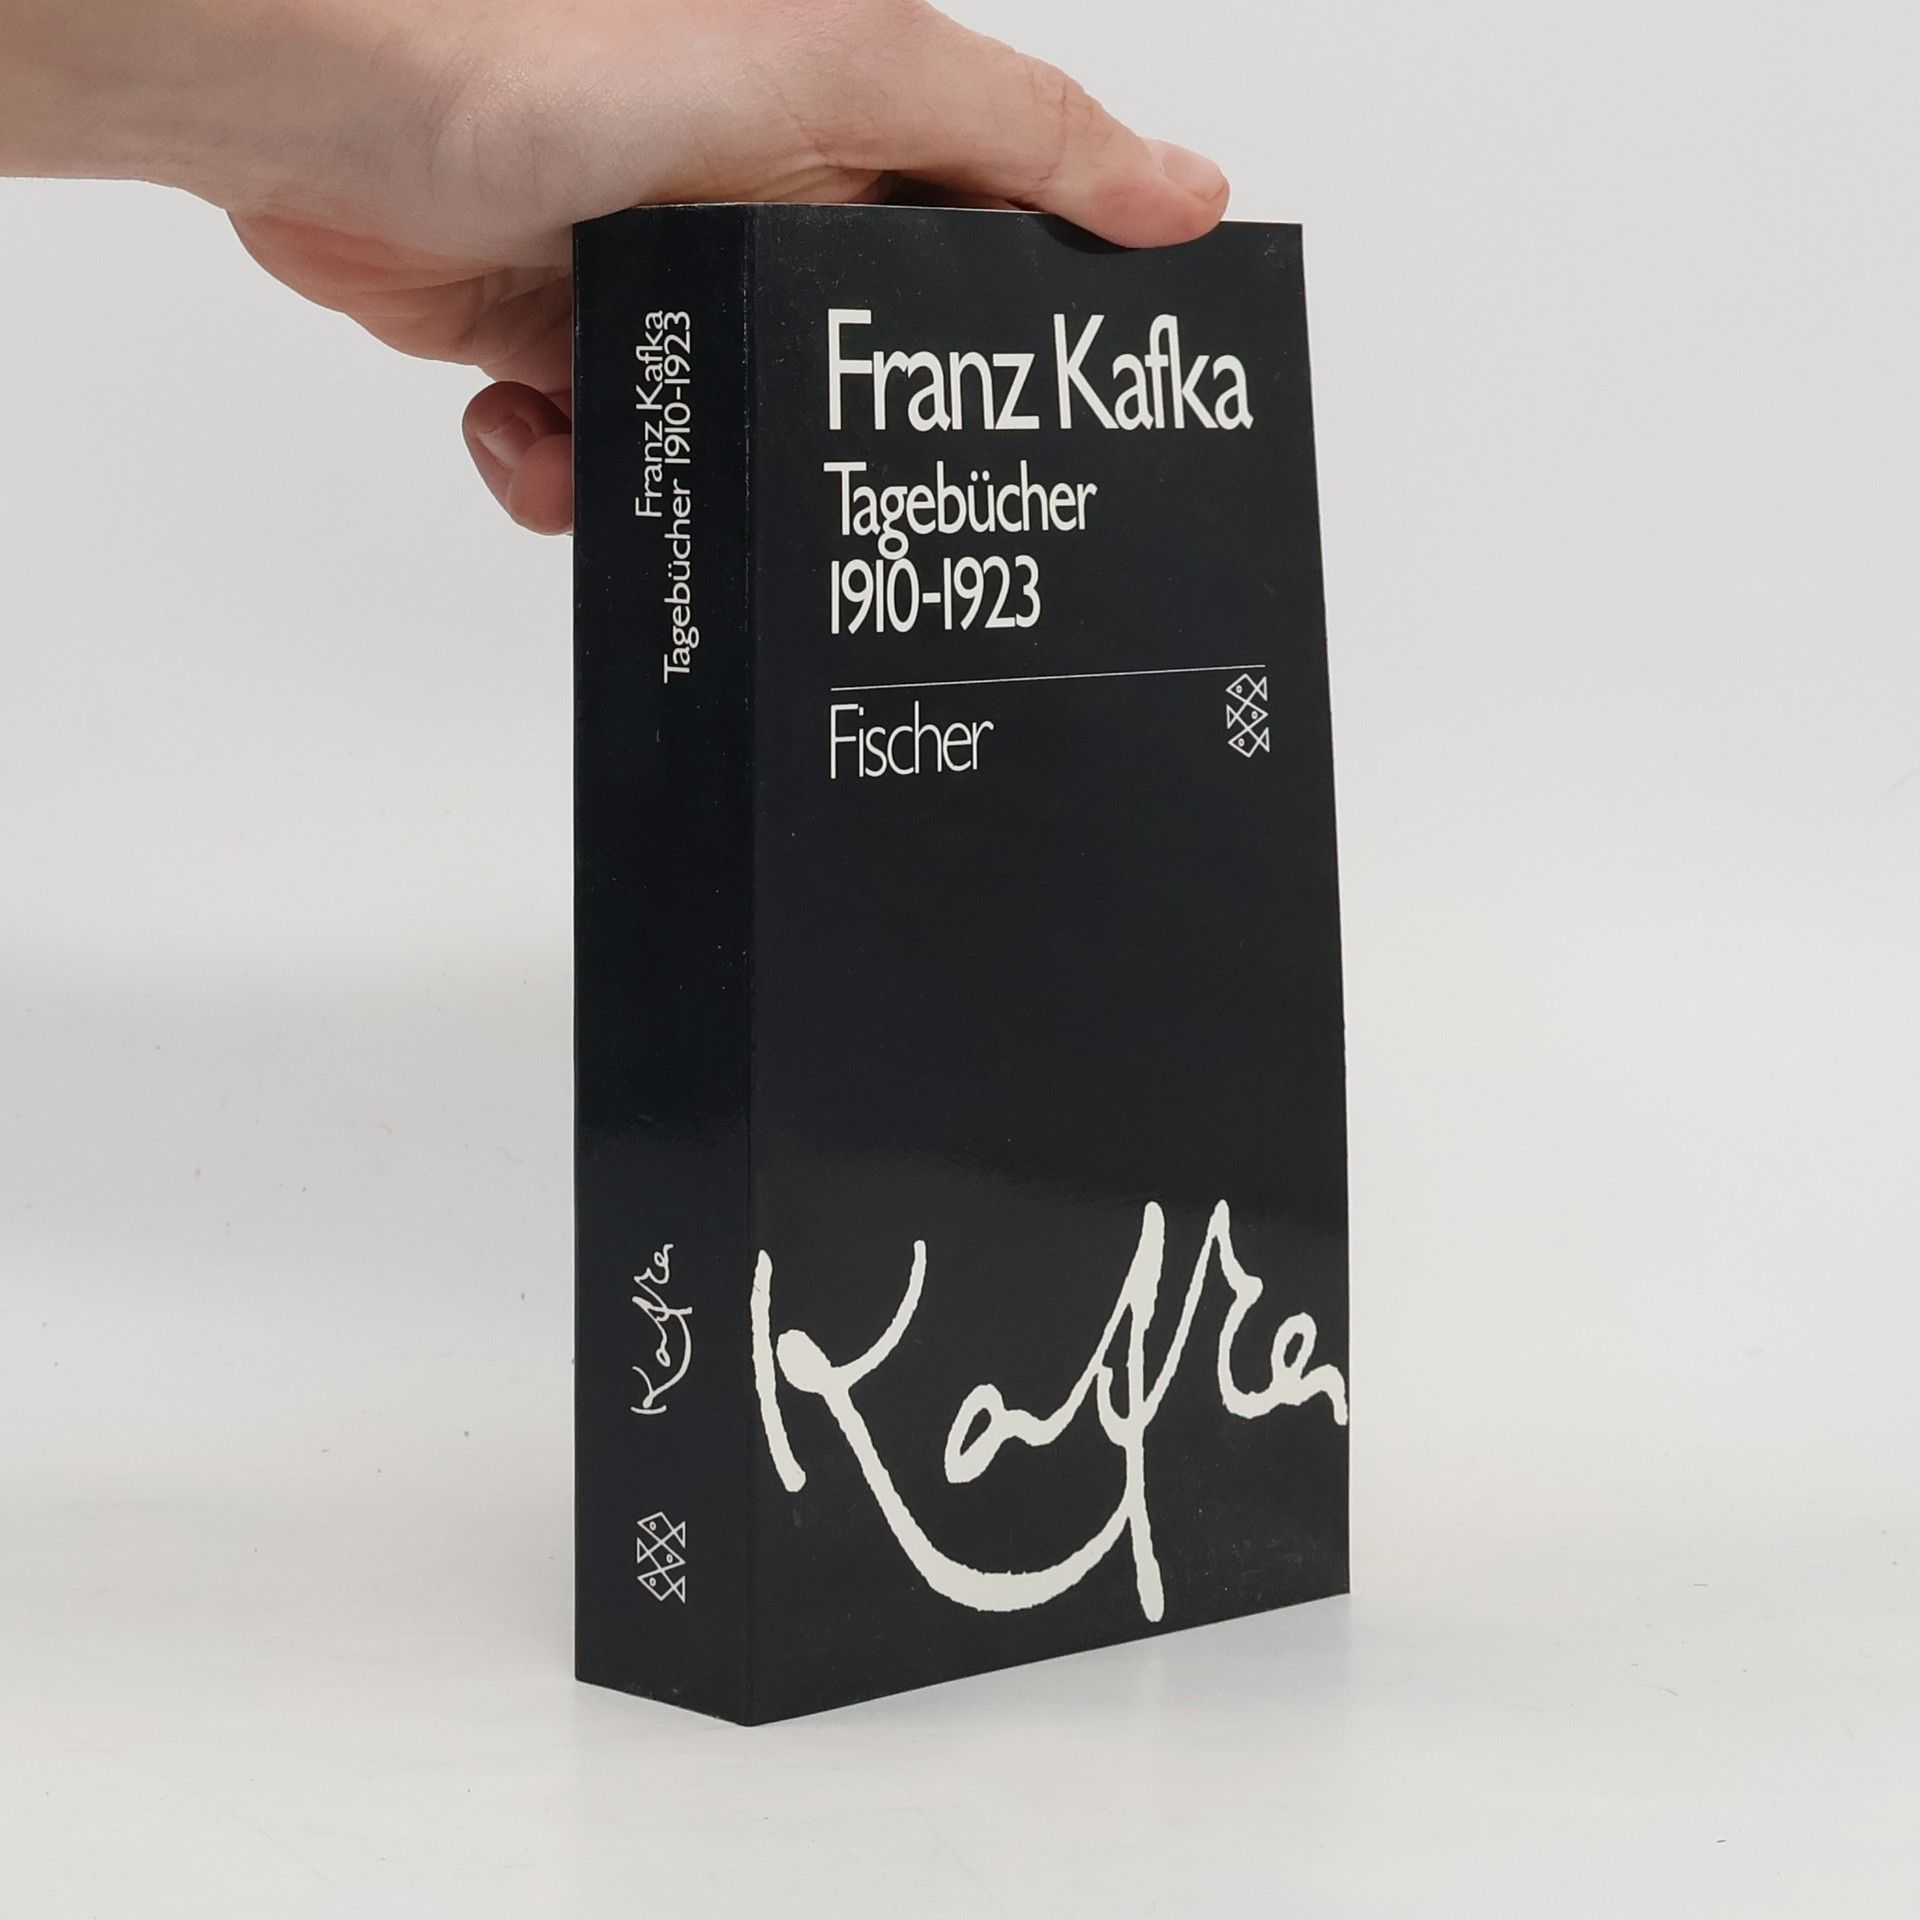 Franz Kafka
Tagebücher 1910-1923
Kafka
Franz Kafka
Tagebücher
1910-1923
Fischer
Kafka